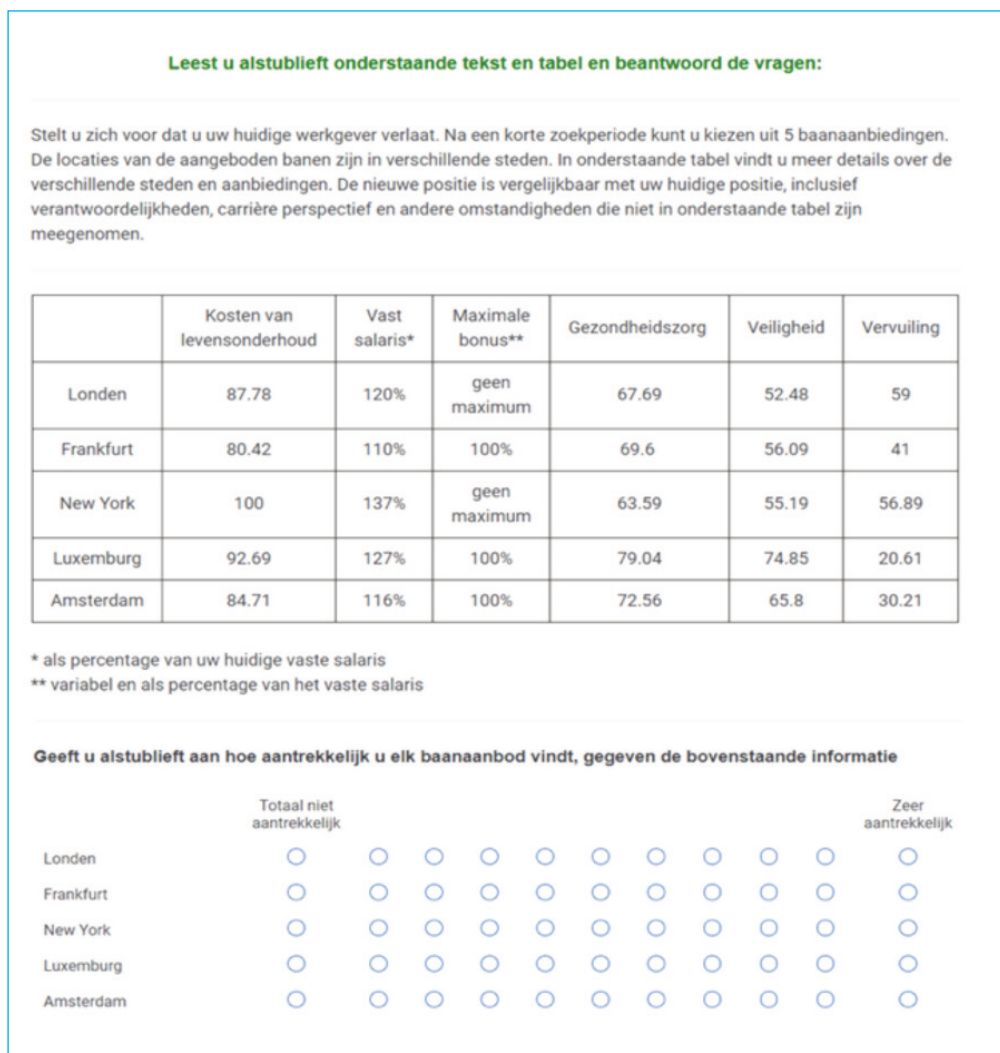 Leest u alstublieft onderstaande tekst en tabel en beantwoord de vragen:
Stelt u zich voor dat u uw huidige werkgever verlaat. Na een korte zoekperiode kunt u kiezen uit 5 baanaanbiedingen.
De locaties van de aangeboden banen zijn in verschillende steden. In onderstaande tabel vindt u meer details over de
verschillende steden en aanbiedingen. De nieuwe positie is vergelijkbaar met uw huidige positie, inclusief
verantwoordelijkheden, carrière perspectief en andere omstandigheden die niet in onderstaande tabel zijn
meegenomen.
Kosten van levensonderhoud Vast salaris* Maximale bonus** Gezondheidszorg Veiligheid Vervuiling
Londen 87.78 120% geen maximum 67.69 52.48 59
Frankfurt 80.42 110% 100% 69.6 56.09 41
New York 100 137% geen maximum 63.59 55.19 56.89
Luxemburg 92.69 127% 100% 79.04 74.85 20.61
Amsterdam 84.71 116% 100% 72.56 65.8 30.21
* als percentage van uw huidige vaste salaris
** variabel en als percentage van het vaste salaris
Geeft u alstublieft aan hoe aantrekkelijk u elk baanaanbod vindt, gegeven de bovenstaande informatie
Totaal niet aantrekkelijk Zeer aantrekkelijk
Londen
Frankfurt
New York
Luxemburg
Amsterdam